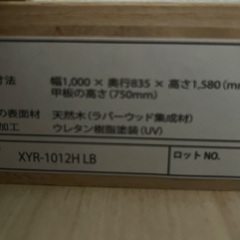 寸法 幅1,000 × 奥行835 × 高さ1,580(m
甲板の高さ(750mm)
の表面材 天然木(ラバーウッド集成材)
加工 ウレタン樹脂塗装(UV)
XYR-1012H LB ロットNO.